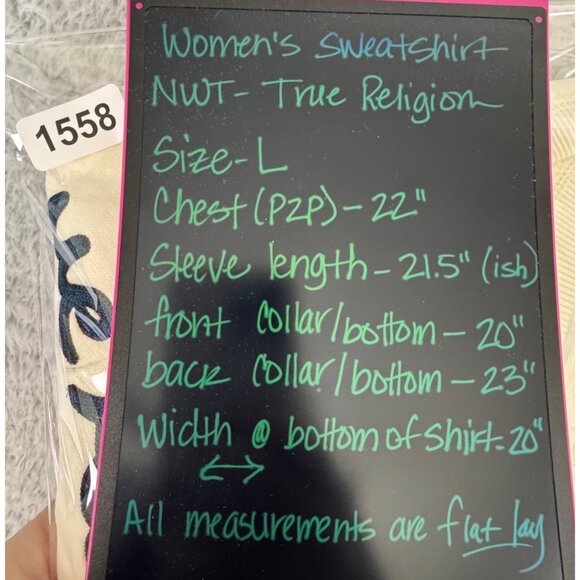 Women's Sweatshirt
NWT- True Religion
1558
Size- L
Chest (P2P) - 22"
Sleeve length - 21.5" (ish)
front collar/bottom - 20"
back collar/bottom - 23"
Width @ bottom of shirt- 20"
All measurements are flat lay